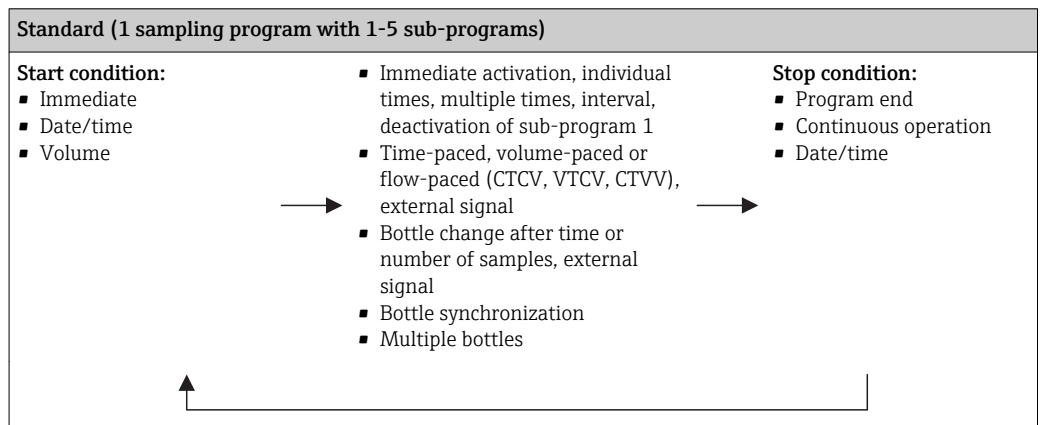 Standard (1 sampling program with 1-5 sub-programs)
Start condition:
▪ Immediate
▪ Date/time
▪ Volume
▪ Immediate activation, individual
times, multiple times, interval,
deactivation of sub-program 1
▪ Time-paced, volume-paced or
flow-paced (CTCV, VTCV, CTVV),
external signal
▪ Bottle change after time or
number of samples, external
signal
▪ Bottle synchronization
▪ Multiple bottles
Stop condition:
▪ Program end
▪ Continuous operation
▪ Date/time